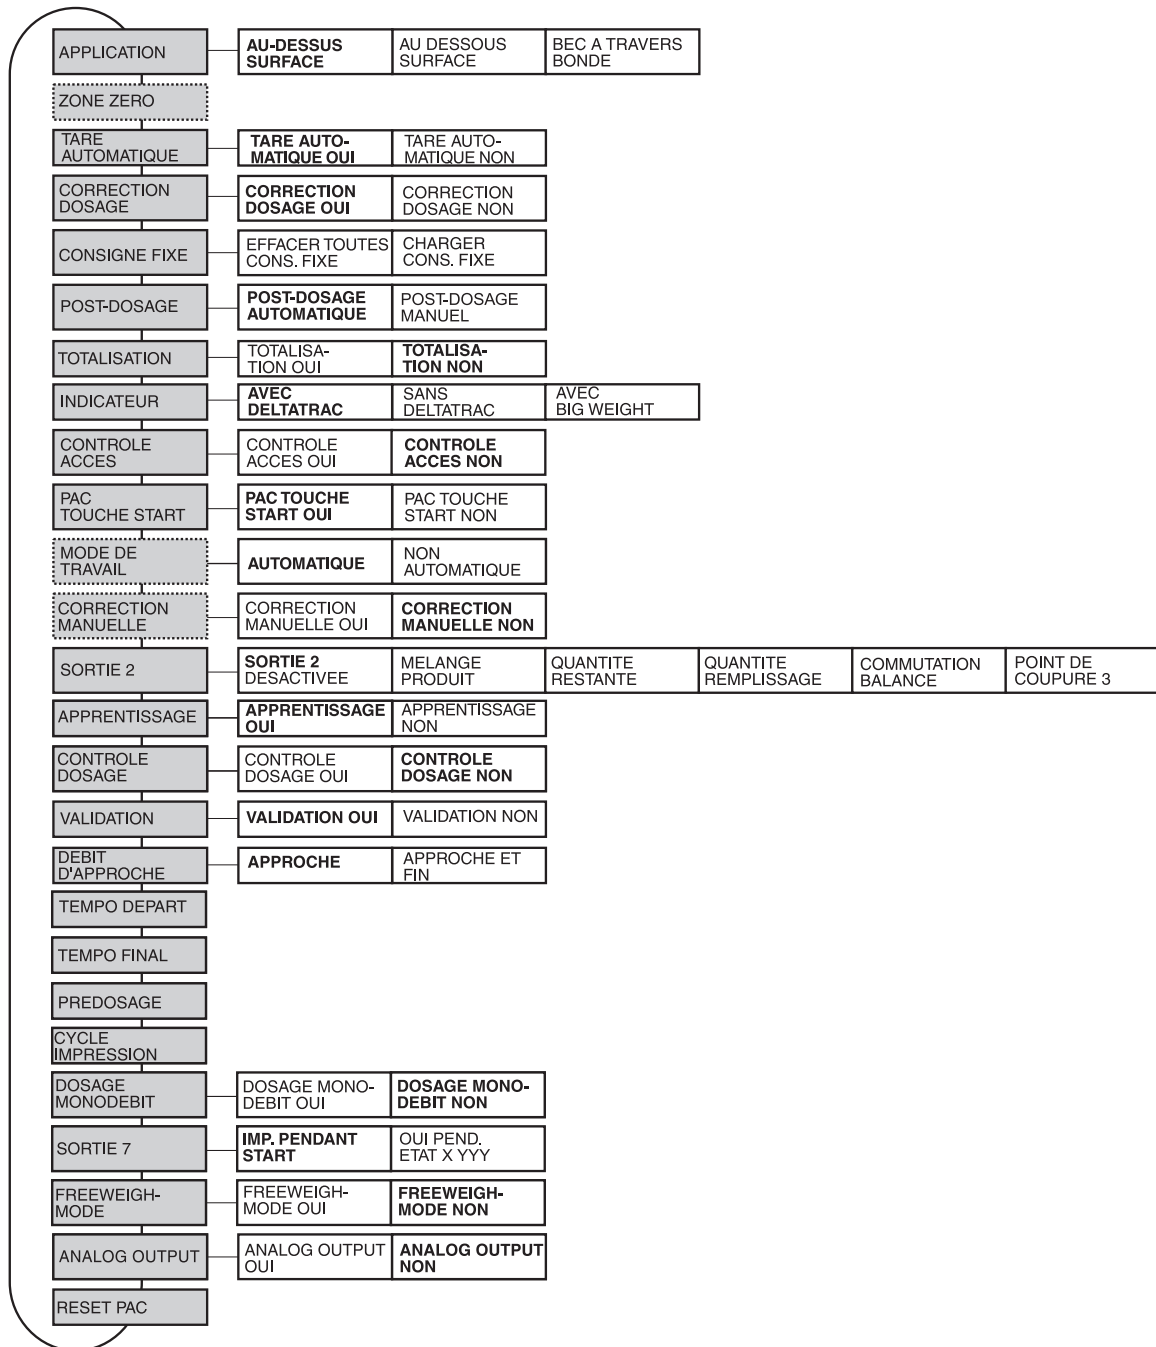 APPLICATION
AU-DESSUS
SURFACE
AU DESSOUS
SURFACE
BEC A TRAVERS
BONDE
ZONE ZERO
TARE
AUTOMATIQUE
TARE AUTO-
MATIQUE OUI
TARE AUTO-
MATIQUE NON
CORRECTION
DOSAGE
CORRECTION
DOSAGE OUI
CORRECTION
DOSAGE NON
CONSIGNE FIXE
EFFACER TOUTES
CONS. FIXE
CHARGER
CONS. FIXE
POST-DOSAGE
POST-DOSAGE
AUTOMATIQUE
POST-DOSAGE
MANUEL
TOTALISATION
TOTALISA-
TION OUI
TOTALISA-
TION NON
INDICATEUR
AVEC
DELTATRAC
SANS
DELTATRAC
AVEC
BIG WEIGHT
CONTROLE
ACCES
CONTROLE
ACCES OUI
CONTROLE
ACCES NON
PAC
TOUCHE START
PAC TOUCHE
START OUI
PAC TOUCHE
START NON
MODE DE
TRAVAIL
AUTOMATIQUE
NON
AUTOMATIQUE
CORRECTION
MANUELLE
CORRECTION
MANUELLE OUI
CORRECTION
MANUELLE NON
SORTIE 2
SORTIE 2
DESACTIVEE
MELANGE
PRODUIT
QUANTITE
RESTANTE
QUANTITE
REMPLISSAGE
COMMUTATION
BALANCE
POINT DE
COUPURE 3
APPRENTISSAGE
APPRENTISSAGE
OUI
APPRENTISSAGE
NON
CONTROLE
DOSAGE
CONTROLE
DOSAGE OUI
CONTROLE
DOSAGE NON
VALIDATION
VALIDATION OUI
VALIDATION NON
DEBIT
D'APPROCHE
APPROCHE
APPROCHE ET
FIN
TEMPO DEPART
TEMPO FINAL
PREDOSAGE
CYCLE
IMPRESSION
DOSAGE
MONODEBIT
DOSAGE MONO-
DEBIT OUI
DOSAGE MONO-
DEBIT NON
SORTIE 7
IMP. PENDANT
START
OUI PEND.
ETAT X YYY
FREEWEIGH-
MODE
FREEWEIGH-
MODE OUI
FREEWEIGH-
MODE NON
ANALOG OUTPUT
ANALOG OUTPUT
OUI
ANALOG OUTPUT
NON
RESET PAC